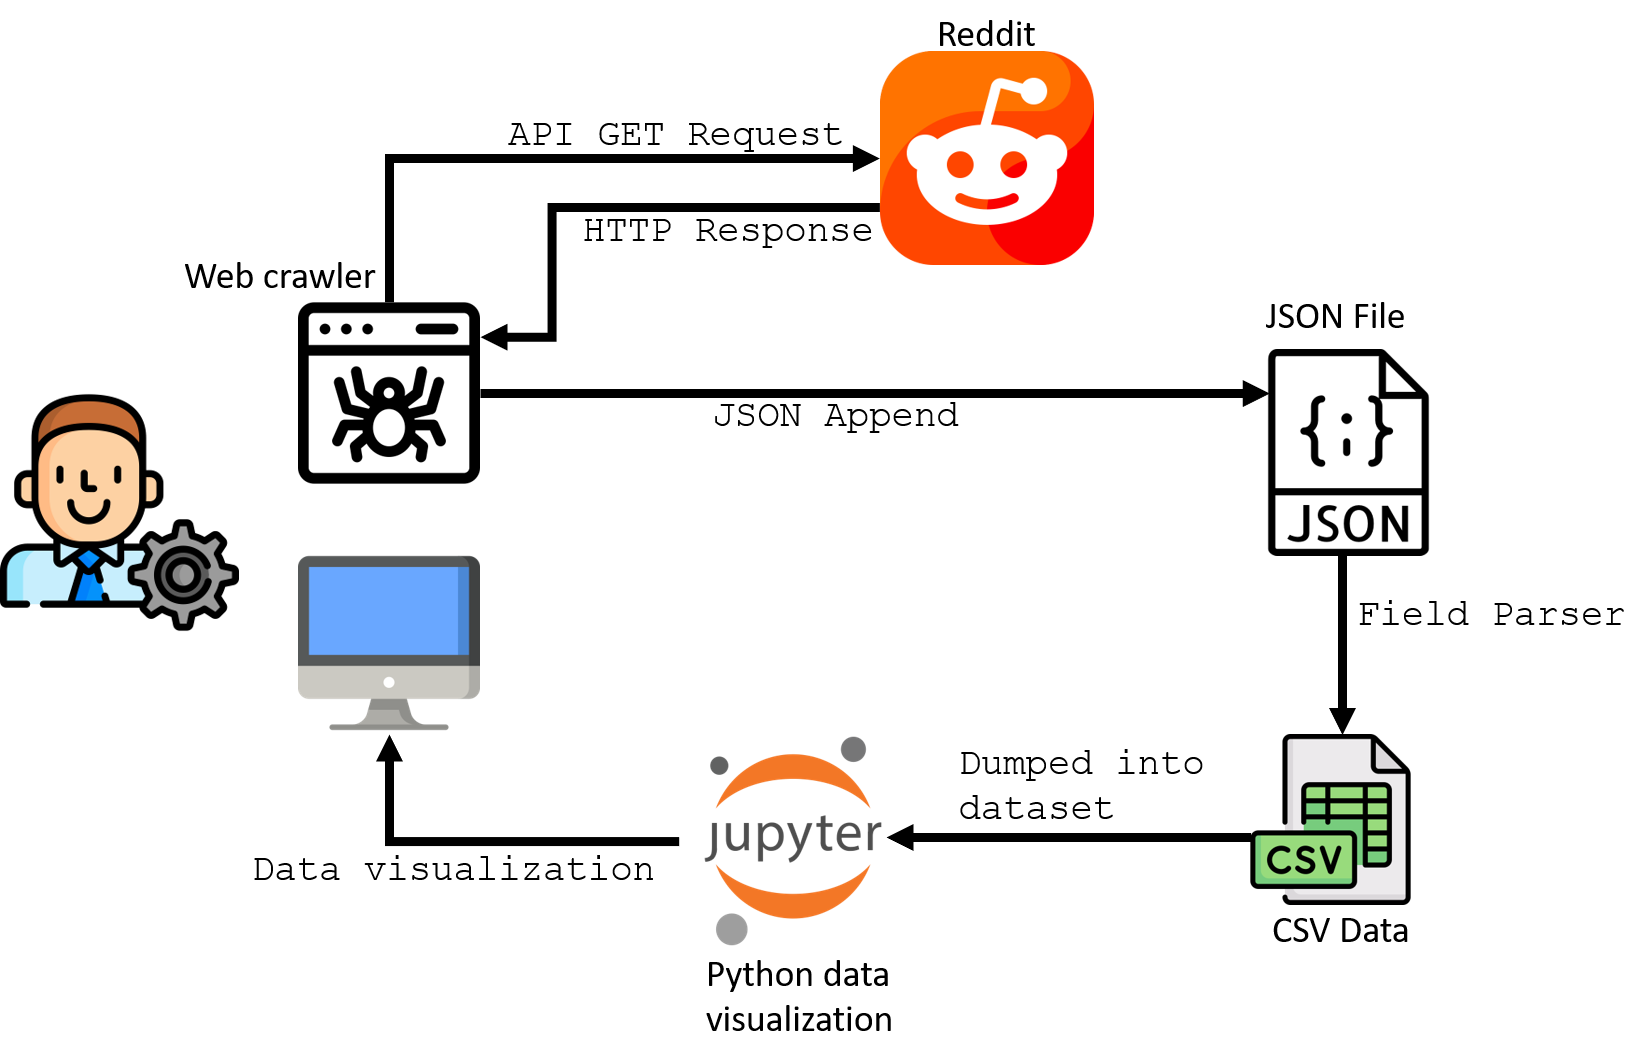 Reddit
API GET Request
HTTP Response
Web crawler
JSON File
JSON Append
{;}
JSON
Field Parser
Dumped into
dataset
jupyter
CSV
Data visualization
CSV Data
Python data
visualization